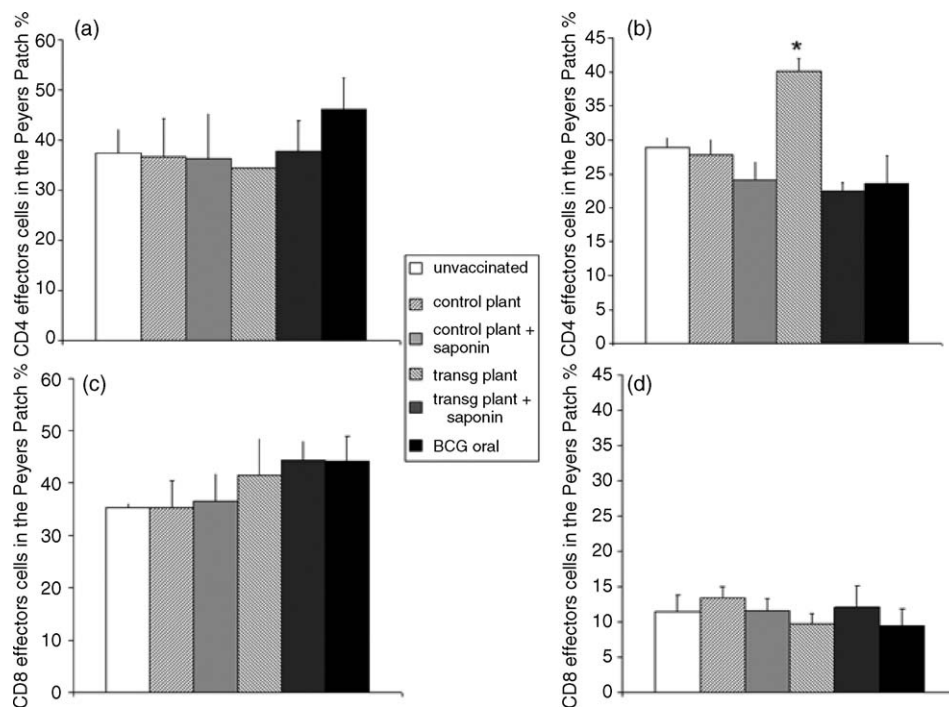 (a)
CD4 effectors cells in the Peyers Patch %
60
50
40
30
20
10
0
(b)
*
CD4 effectors cells in the Peyers Patch %
45
40
35
30
25
20
15
10
5
0
unvaccinated
control plant
control plant +
saponin
transg plant
transg plant +
saponin
BCG oral
(c)
CD8 effectors cells in the Peyers Patch %
60
50
40
30
20
10
0
(d)
CD8 effectors cells in the Peyers Patch %
45
40
35
30
25
20
15
10
5
0